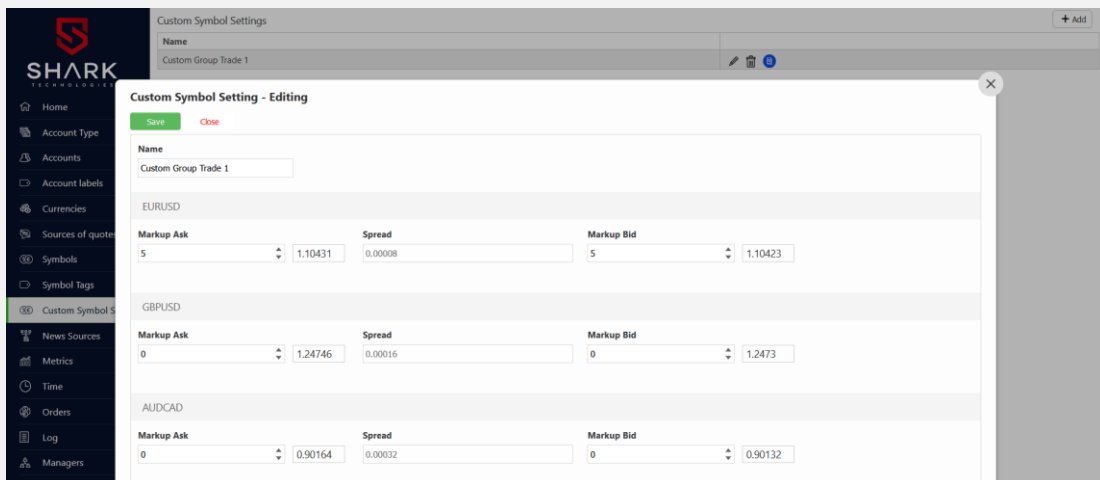 SHARK
TECHNOLOGIES
Home
Account Type
Accounts
Account labels
Currencies
Sources of quotes
Symbols
Symbol Tags
Custom Symbol S
News Sources
Metrics
Time
Orders
Log
Managers
Custom Symbol Settings
+ Add
Name
Custom Group Trade 1
Custom Symbol Setting - Editing
Save Close
Name
Custom Group Trade 1
EURUSD
Markup Ask Spread Markup Bid
5 1.10431 0.00008 5 1.10423
GBPUSD
Markup Ask Spread Markup Bid
0 1.24746 0.00016 0 1.2473
AUDCAD
Markup Ask Spread Markup Bid
0 0.90164 0.00032 0 0.90132